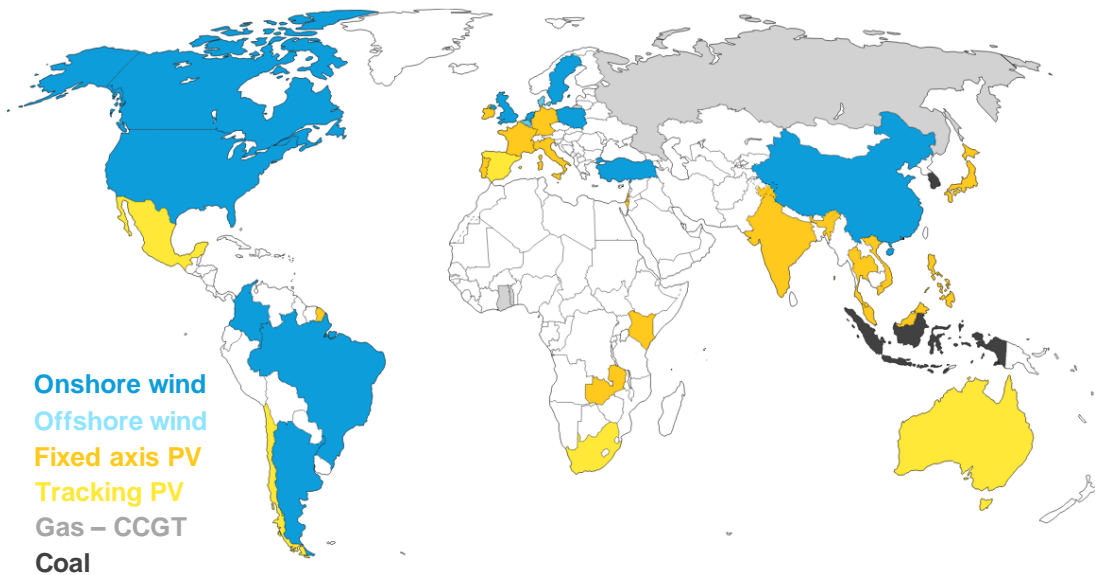 Onshore wind
Offshore wind
Fixed axis PV
Tracking PV
Gas – CCGT
Coal